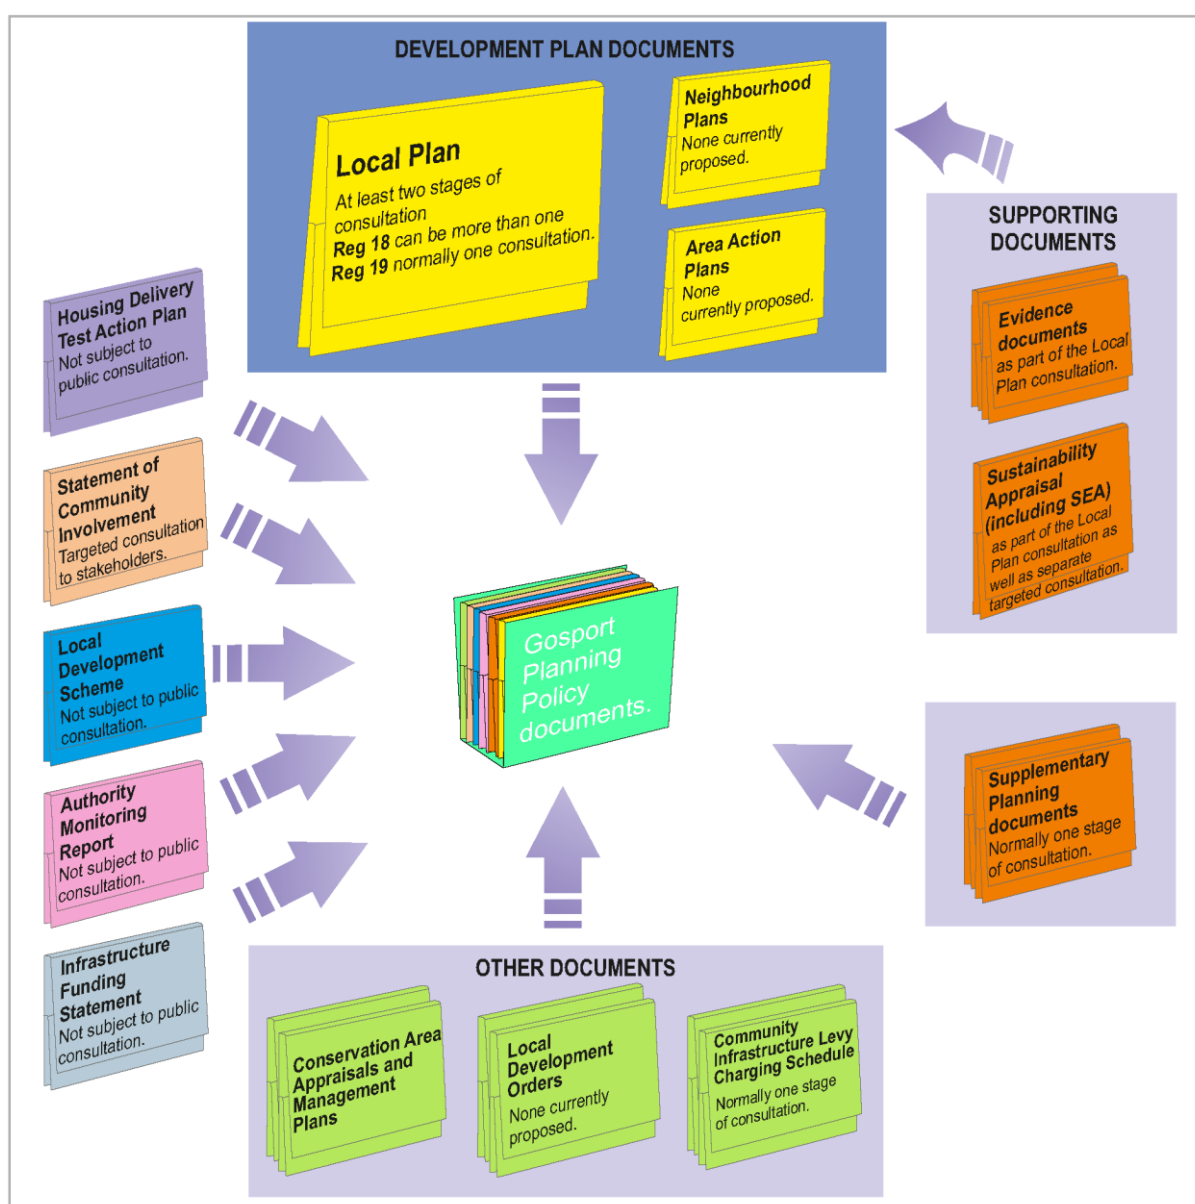 DEVELOPMENT PLAN DOCUMENTS
Local Plan
At least two stages of
consultation
Reg 18 can be more than one
Reg 19 normally one consultation.
Neighbourhood
Plans
None currently
proposed.
Area Action
Plans
None
currently proposed.
SUPPORTING
DOCUMENTS
Evidence
documents
as part of the Local
Plan consultation.
Sustainability
Appraisal
(including SEA)
as part of the Local
Plan consultation as
well as separate
targeted consultation.
Housing Delivery
Test Action Plan
Not subject to
public consultation.
Statement of
Community
Involvement
Targeted consultation
to stakeholders.
Local
Development
Scheme
Not subject to public
consultation.
Authority
Monitoring
Report
Not subject to public
consultation.
Infrastructure
Funding
Statement
Not subject to public
consultation.
Gosport
Planning
Policy
documents.
Supplementary
Planning
documents
Normally one stage
of consultation.
OTHER DOCUMENTS
Conservation Area
Appraisals and
Management
Plans
Local
Development
Orders
None currently
proposed.
Community
Infrastructure Levy
Charging Schedule
Normally one stage
of consultation.